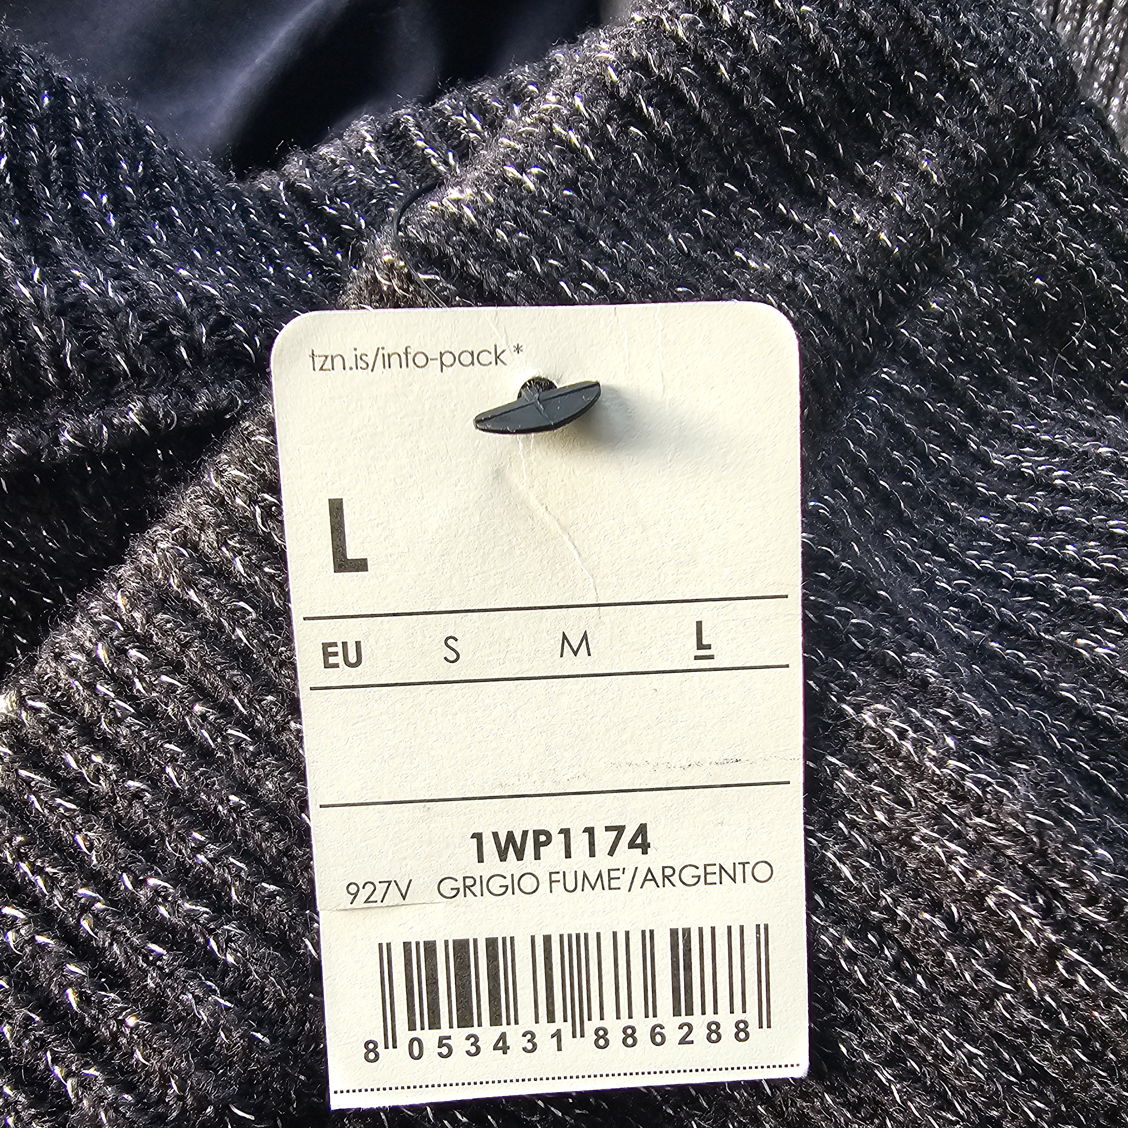 tzn.is/info-pack*
L
EU S M L
1WP1174
927V GRIGIO FUME'/ARGENTO
8 053431 886288